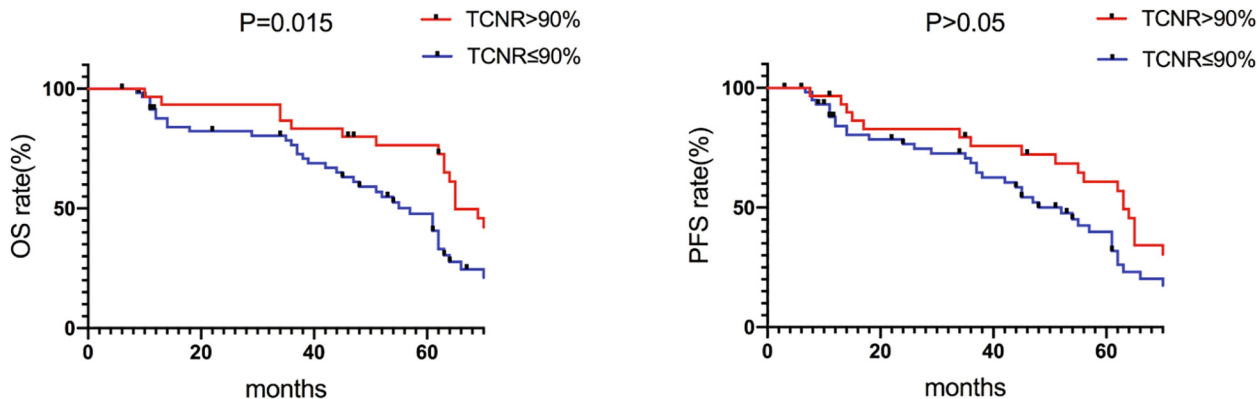 P=0.015
TCNR>90%
TCNR≤90%
OS rate(%)
100
50
0
0 20 40 60
months
P>0.05
TCNR>90%
TCNR≤90%
PFS rate(%)
100
50
0
0 20 40 60
months